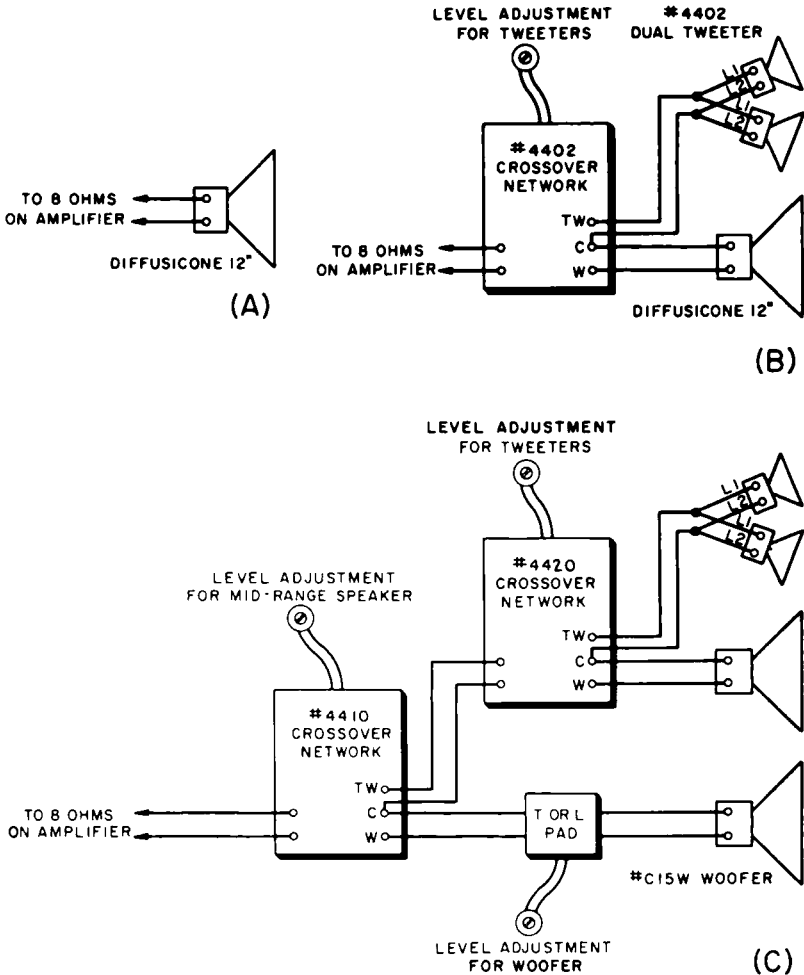 LEVEL ADJUSTMENT
FOR TWEETERS
#4402
DUAL TWEETER
L1
L2
L1
L2
#4402
CROSSOVER
NETWORK
TW
C
W
TO 8 OHMS
ON AMPLIFIER
DIFFUSICONE 12"
(A)
TO 8 OHMS
ON AMPLIFIER
DIFFUSICONE 12"
(B)
LEVEL ADJUSTMENT
FOR TWEETERS
L1
L2
L1
L2
#4420
CROSSOVER
NETWORK
TW
C
W
LEVEL ADJUSTMENT
FOR MID-RANGE SPEAKER
#4410
CROSSOVER
NETWORK
TW
C
W
TO 8 OHMS
ON AMPLIFIER
T OR L
PAD
#C15W WOOFER
LEVEL ADJUSTMENT
FOR WOOFER
(C)